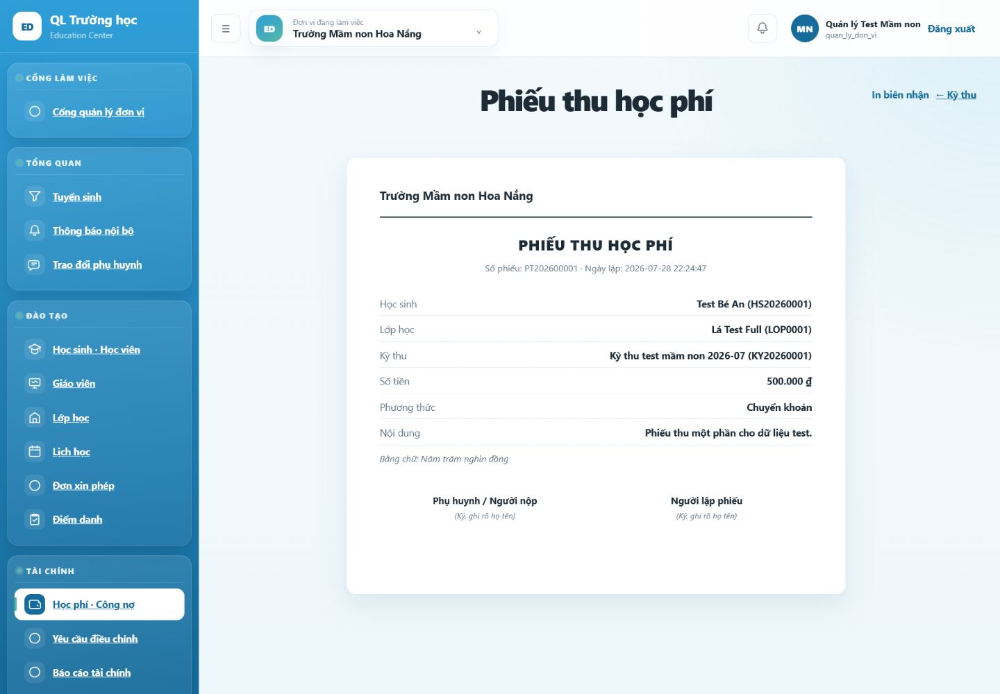 ED
QL Trường học
Education Center
CỔNG LÀM VIỆC
Cổng quản lý đơn vị
TỔNG QUAN
Tuyển sinh
Thông báo nội bộ
Trao đổi phụ huynh
ĐÀO TẠO
Học sinh · Học viên
Giáo viên
Lớp học
Lịch học
Đơn xin phép
Điểm danh
TÀI CHÍNH
Học phí · Công nợ
Yêu cầu điều chỉnh
Báo cáo tài chính
☰
ED
Đơn vị đang làm việc
Trường Mầm non Hoa Nắng
MN
Quản lý Test Mầm non
quan_ly_don_vi
Đăng xuất
Phiếu thu học phí
In biên nhận ← Kỳ thu
Trường Mầm non Hoa Nắng
PHIẾU THU HỌC PHÍ
Số phiếu: PT202600001 · Ngày lập: 2026-07-28 22:24:47
Học sinh Test Bé An (HS20260001)
Lớp học Lá Test Full (LOP0001)
Kỳ thu Kỳ thu test mầm non 2026-07 (KY20260001)
Số tiền 500.000 ₫
Phương thức Chuyển khoản
Nội dung Phiếu thu một phần cho dữ liệu test.
Bằng chữ: Năm trăm nghìn đồng
Phụ huynh / Người nộp Người lập phiếu
(Ký, ghi rõ họ tên) (Ký, ghi rõ họ tên)